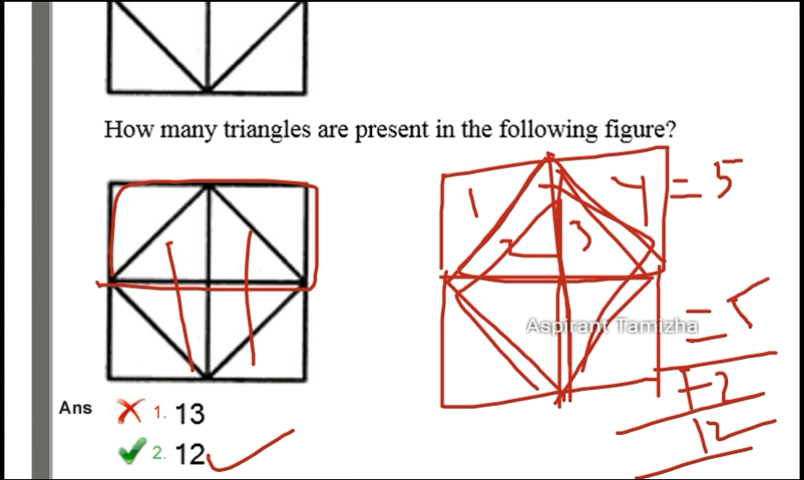 How many triangles are present in the following figure?
1 4 = 5
2 3
Aspirant Tamizha
= 5
+2
12
Ans 1. 13
2. 12